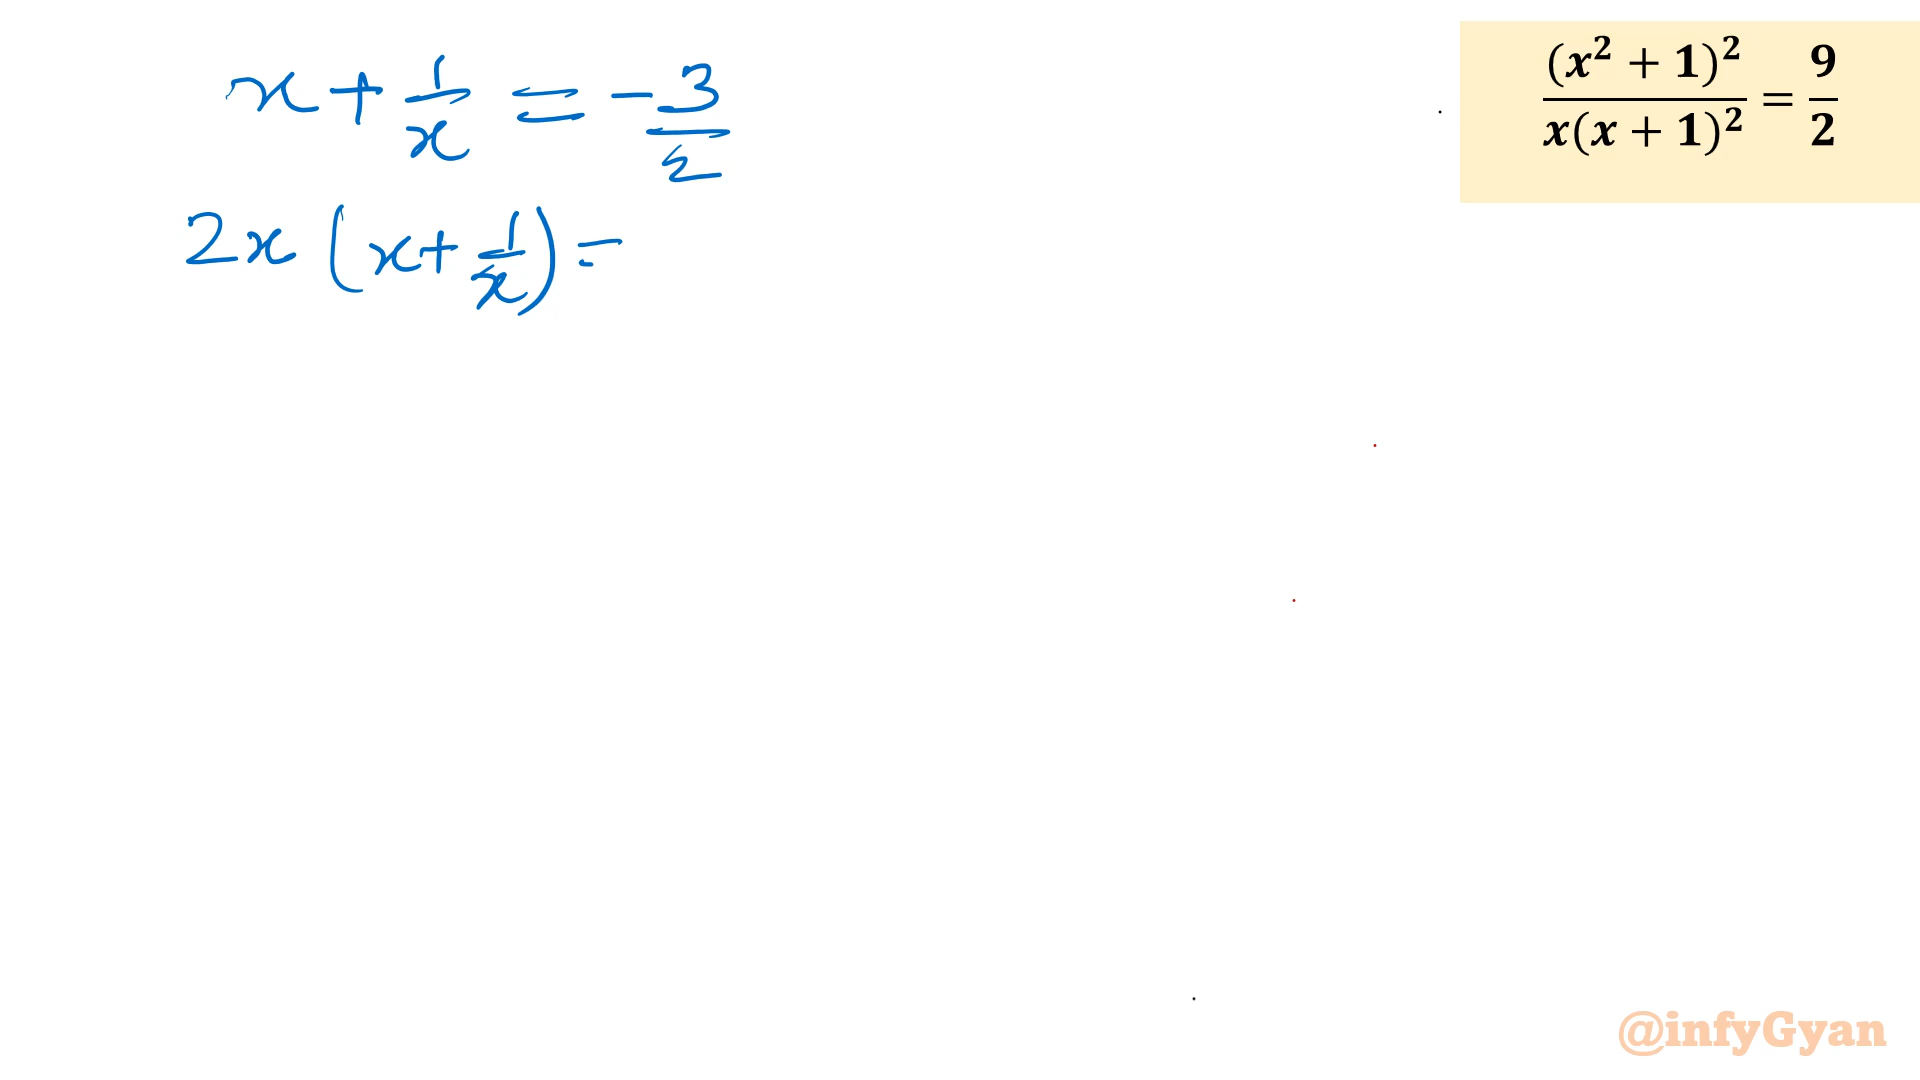 x + 1/x = -3/2
2x (x + 1/x) =
(x² + 1)² / x(x + 1)² = 9/2
@infyGyan